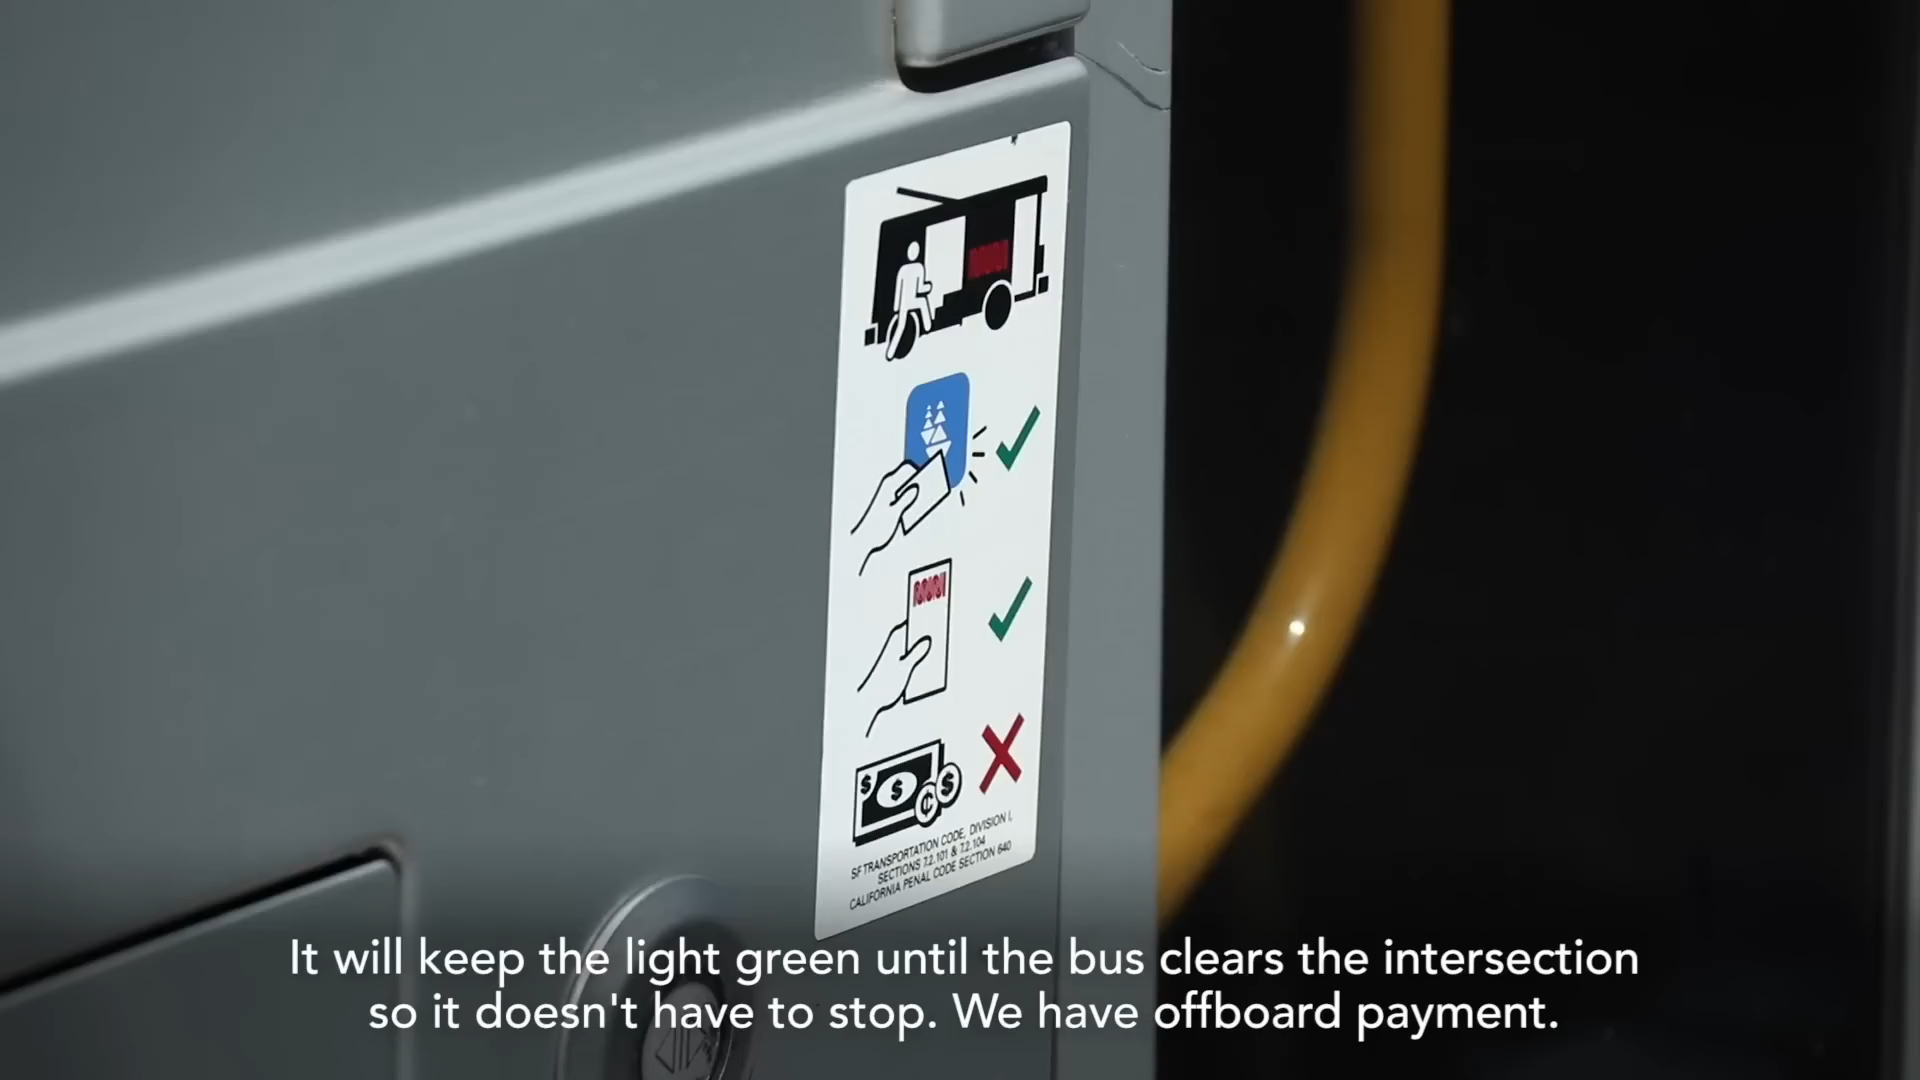 SF TRANSPORTATION CODE, DIVISION I,
SECTIONS 7.2.101 & 7.2.104
CALIFORNIA PENAL CODE SECTION 640
It will keep the light green until the bus clears the intersection
so it doesn't have to stop. We have offboard payment.